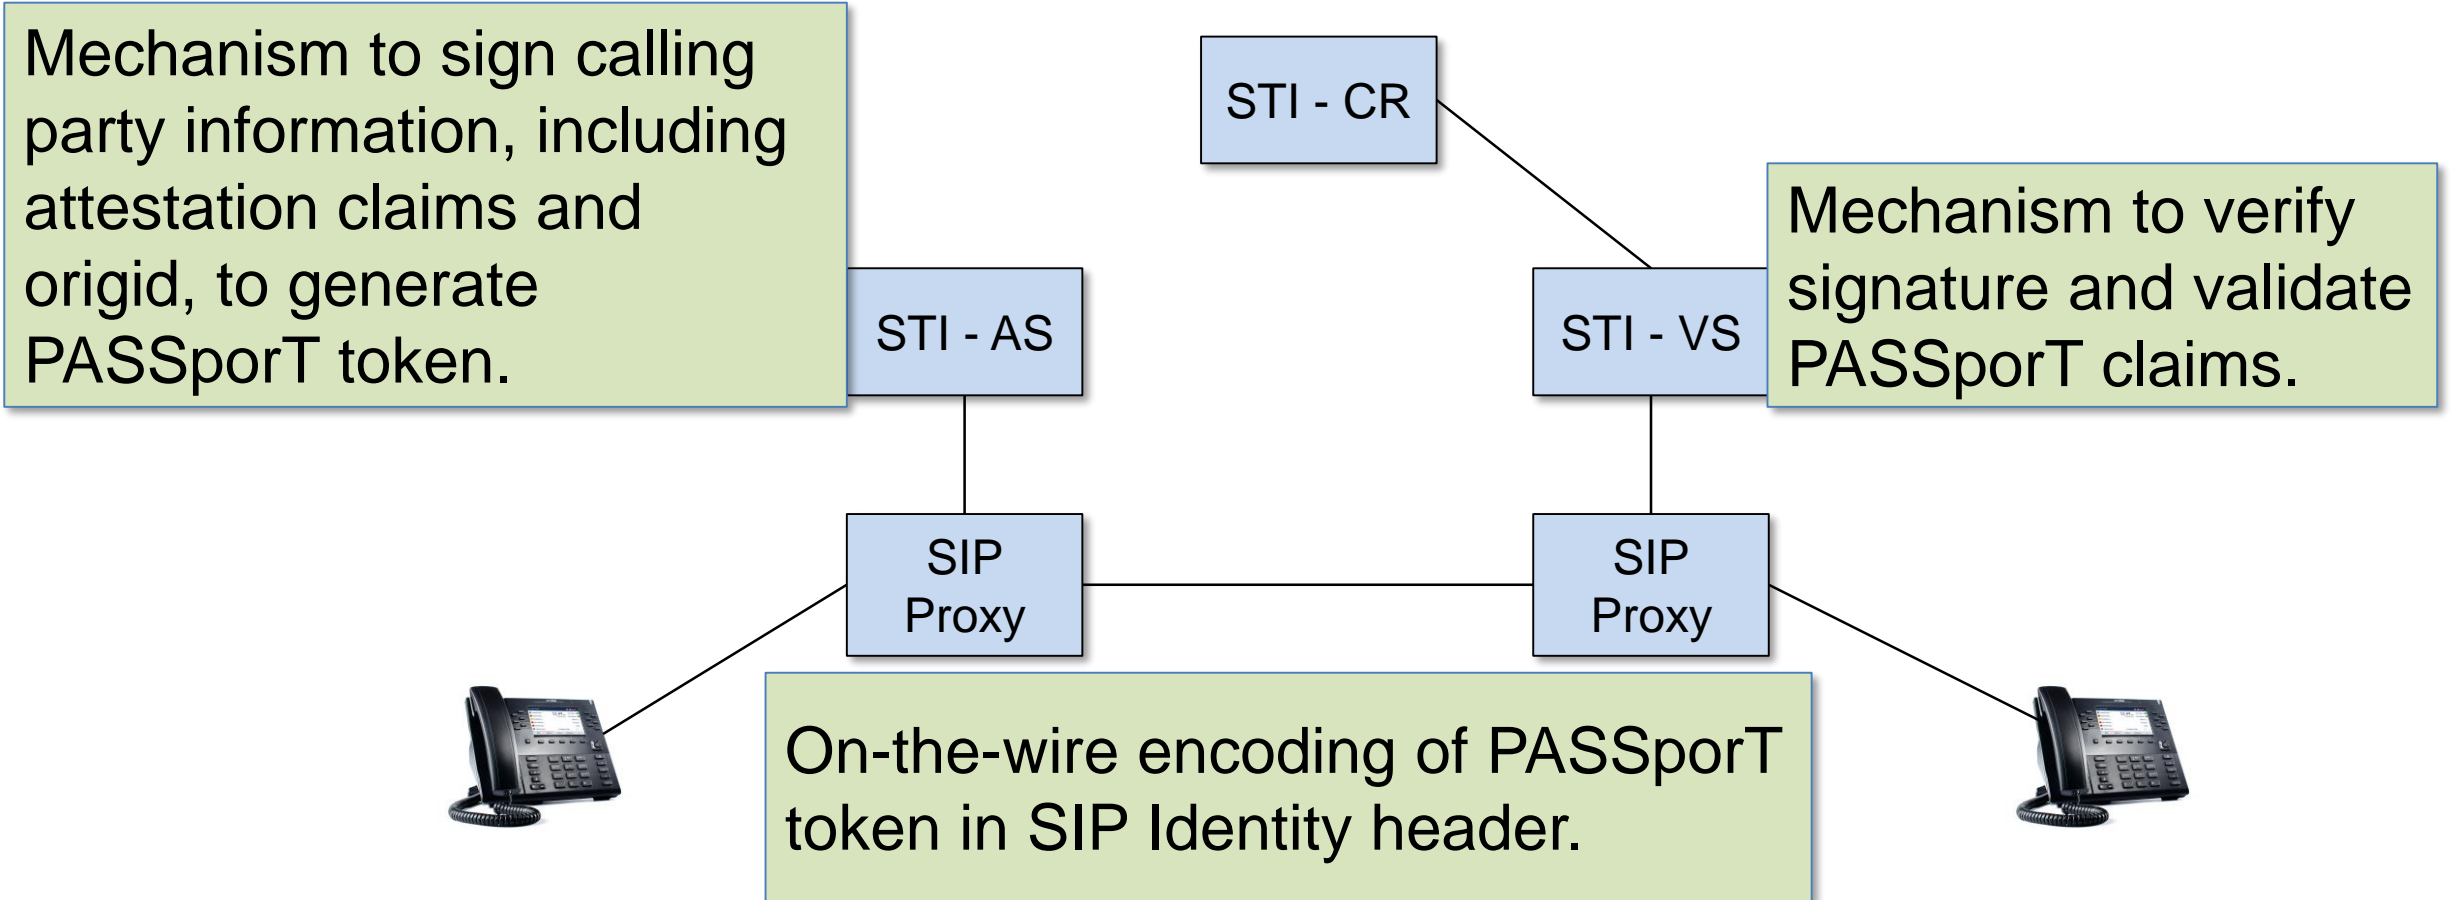 Mechanism to sign calling
party information, including
attestation claims and
origid, to generate
PASSporT token.
STI - CR
Mechanism to verify
signature and validate
PASSporT claims.
STI - AS
STI - VS
SIP
Proxy
SIP
Proxy
On-the-wire encoding of PASSporT
token in SIP Identity header.